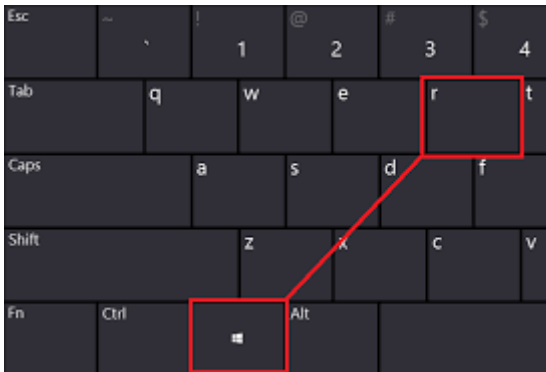 Esc ~ ` ! 1 @ 2 # 3 $ 4
Tab q w e r t
Caps a s d f
Shift z x c v
Fn Ctrl Alt